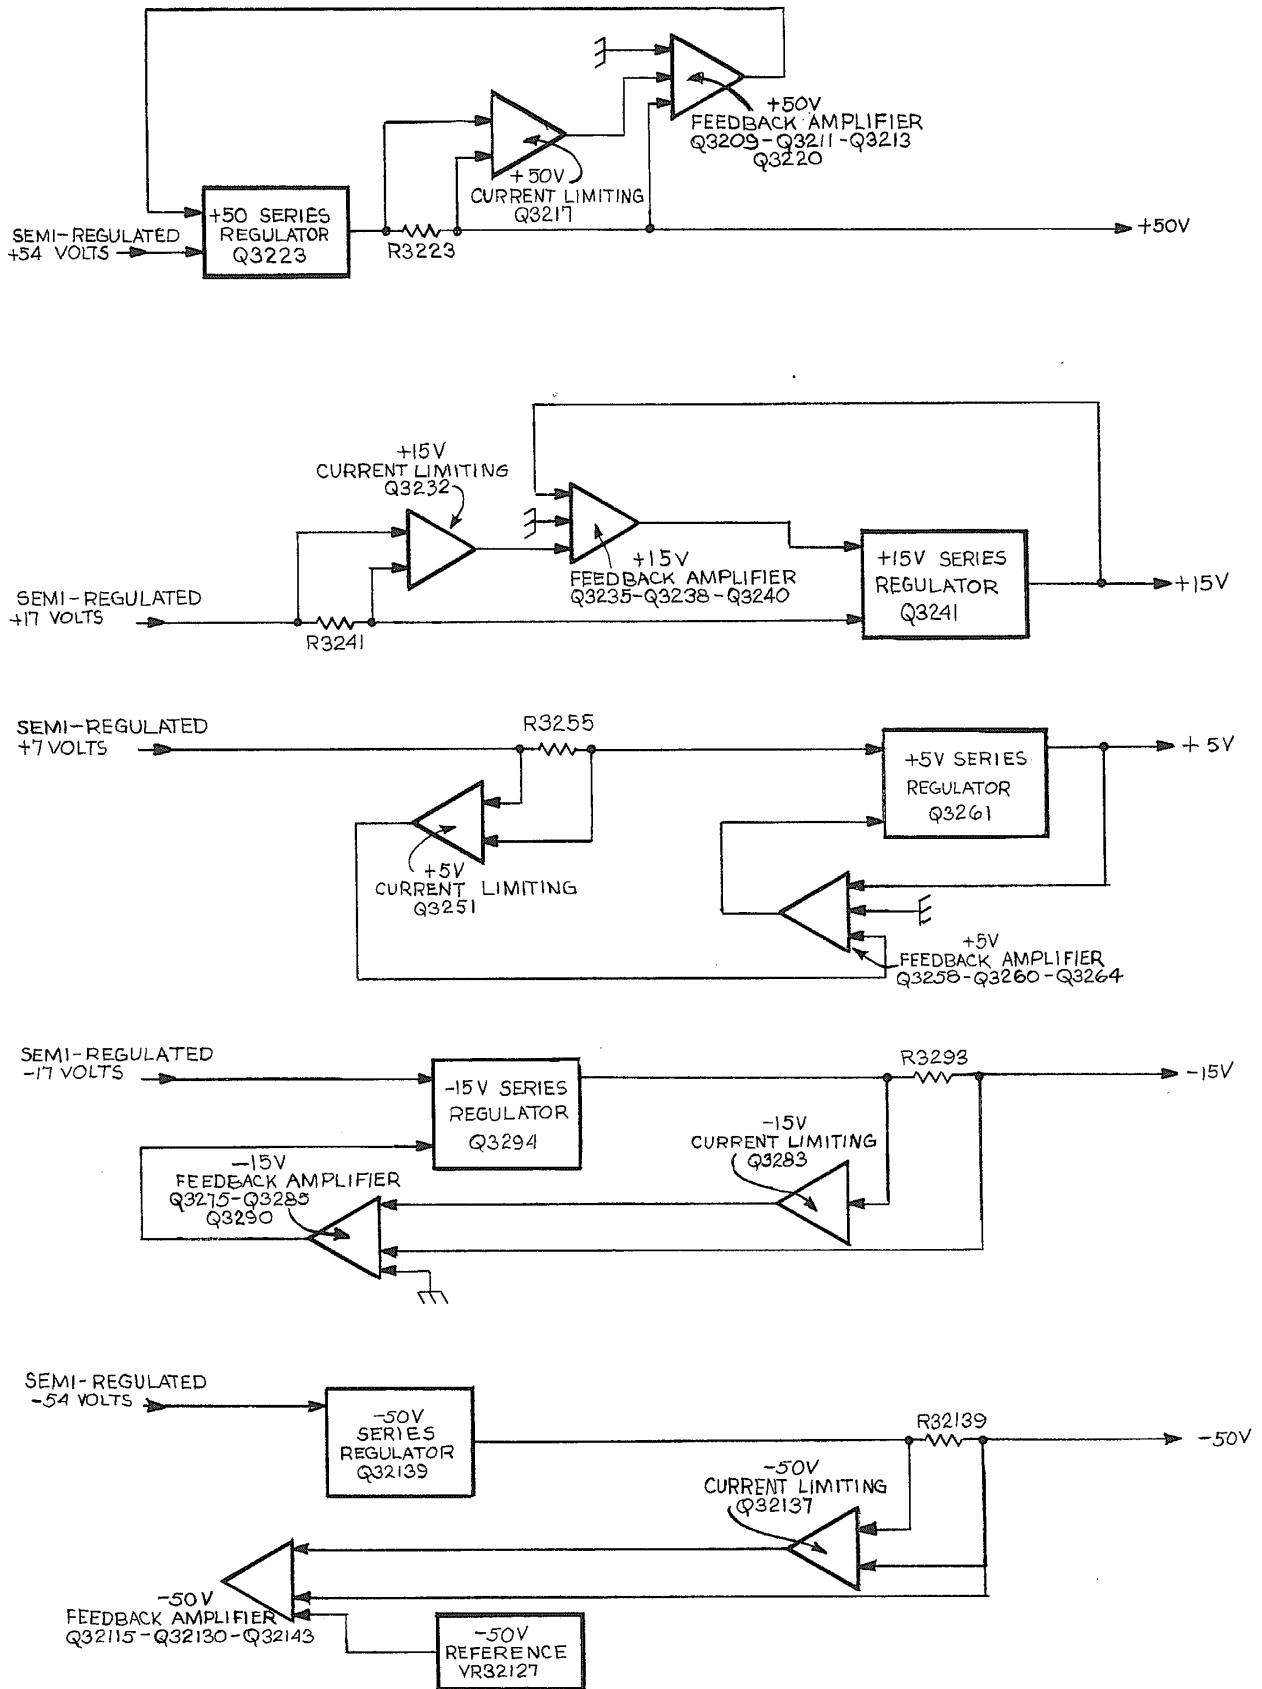 +50V
FEEDBACK AMPLIFIER
Q3209-Q3211-Q3213
Q3220
+50V
CURRENT LIMITING
Q3217
+50 SERIES
REGULATOR
Q3223
SEMI-REGULATED
+54 VOLTS
R3223
+50V
+15V
CURRENT LIMITING
Q3232
+15V
FEEDBACK AMPLIFIER
Q3235-Q3238-Q3240
+15V SERIES
REGULATOR
Q3241
+15V
SEMI-REGULATED
+17 VOLTS
R3241
SEMI-REGULATED
+7 VOLTS
R3255
+5V SERIES
REGULATOR
Q3261
+5V
+5V
CURRENT LIMITING
Q3251
+5V
FEEDBACK AMPLIFIER
Q3258-Q3260-Q3264
SEMI-REGULATED
-17 VOLTS
-15V SERIES
REGULATOR
Q3294
R3293
-15V
-15V
CURRENT LIMITING
Q3283
-15V
FEEDBACK AMPLIFIER
Q3275-Q3285
Q3290
SEMI-REGULATED
-54 VOLTS
-50V
SERIES
REGULATOR
Q32139
R32139
-50V
-50V
CURRENT LIMITING
Q32137
-50V
FEEDBACK AMPLIFIER
Q32115-Q32130-Q32143
-50V
REFERENCE
VR32127